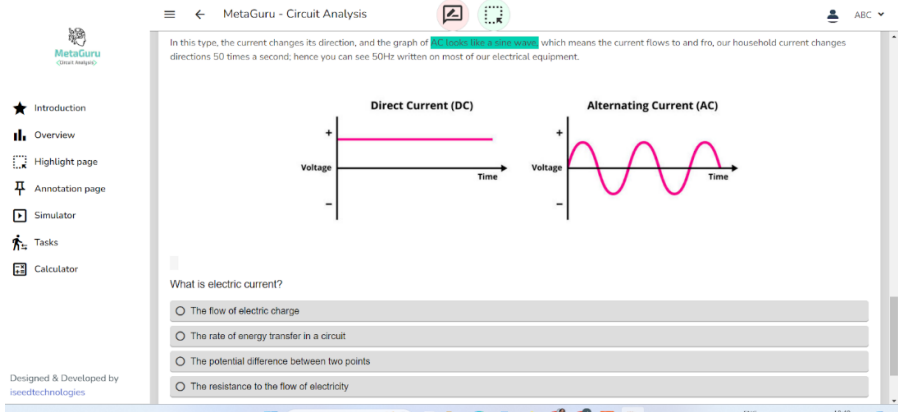 MetaGuru - Circuit Analysis
ABC
MetaGuru
<Circuit Analysis>
In this type, the current changes its direction, and the graph of AC looks like a sine wave, which means the current flows to and fro, our household current changes
directions 50 times a second; hence you can see 50Hz written on most of our electrical equipment.
Introduction
Overview
Highlight page
Annotation page
Simulator
Tasks
Calculator
Direct Current (DC)
+
Voltage
Time
–
Alternating Current (AC)
+
Voltage
Time
–
What is electric current?
The flow of electric charge
The rate of energy transfer in a circuit
The potential difference between two points
The resistance to the flow of electricity
Designed & Developed by
iseedtechnologies